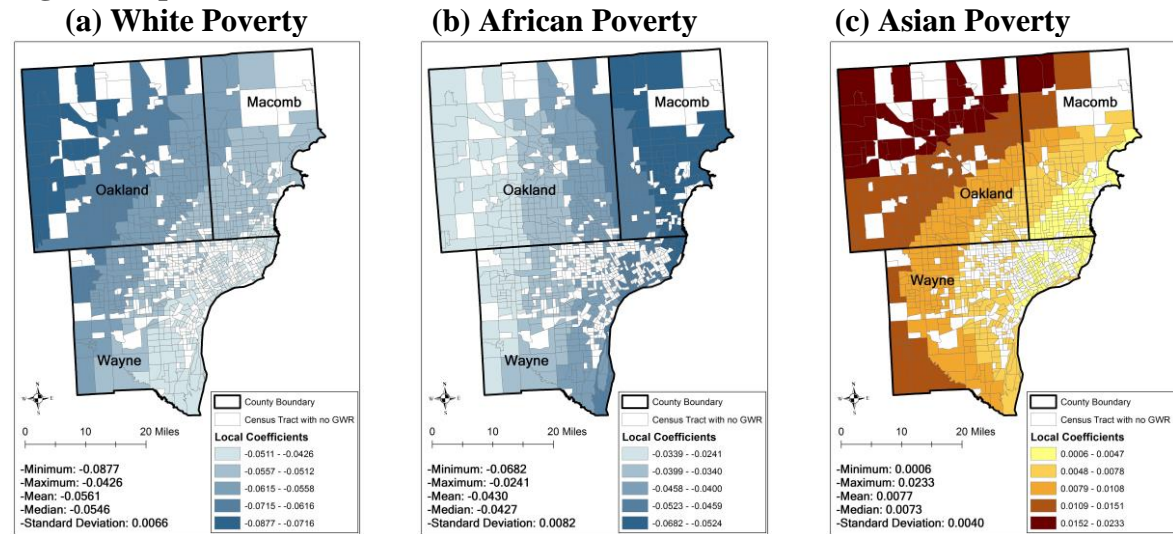 (a) White Poverty
(b) African Poverty
(c) Asian Poverty
Macomb
Oakland
Wayne
N
W
E
S
0 10 20 Miles
-Minimum: -0.0877
-Maximum: -0.0426
-Mean: -0.0561
-Median: -0.0546
-Standard Deviation: 0.0066
County Boundary
Census Tract with no GWR
Local Coefficients
-0.0511 - -0.0426
-0.0557 - -0.0512
-0.0615 - -0.0558
-0.0715 - -0.0616
-0.0877 - -0.0716
Macomb
Oakland
Wayne
N
W
E
S
0 10 20 Miles
-Minimum: -0.0682
-Maximum: -0.0241
-Mean: -0.0430
-Median: -0.0427
-Standard Deviation: 0.0082
County Boundary
Census Tract with no GWR
Local Coefficients
-0.0339 - -0.0241
-0.0399 - -0.0340
-0.0458 - -0.0400
-0.0523 - -0.0459
-0.0682 - -0.0524
Macomb
Oakland
Wayne
N
W
E
S
0 10 20 Miles
-Minimum: 0.0006
-Maximum: 0.0233
-Mean: 0.0077
-Median: 0.0073
-Standard Deviation: 0.0040
County Boundary
Census Tract with no GWR
Local Coefficients
0.0006 - 0.0047
0.0048 - 0.0078
0.0079 - 0.0108
0.0109 - 0.0151
0.0152 - 0.0233